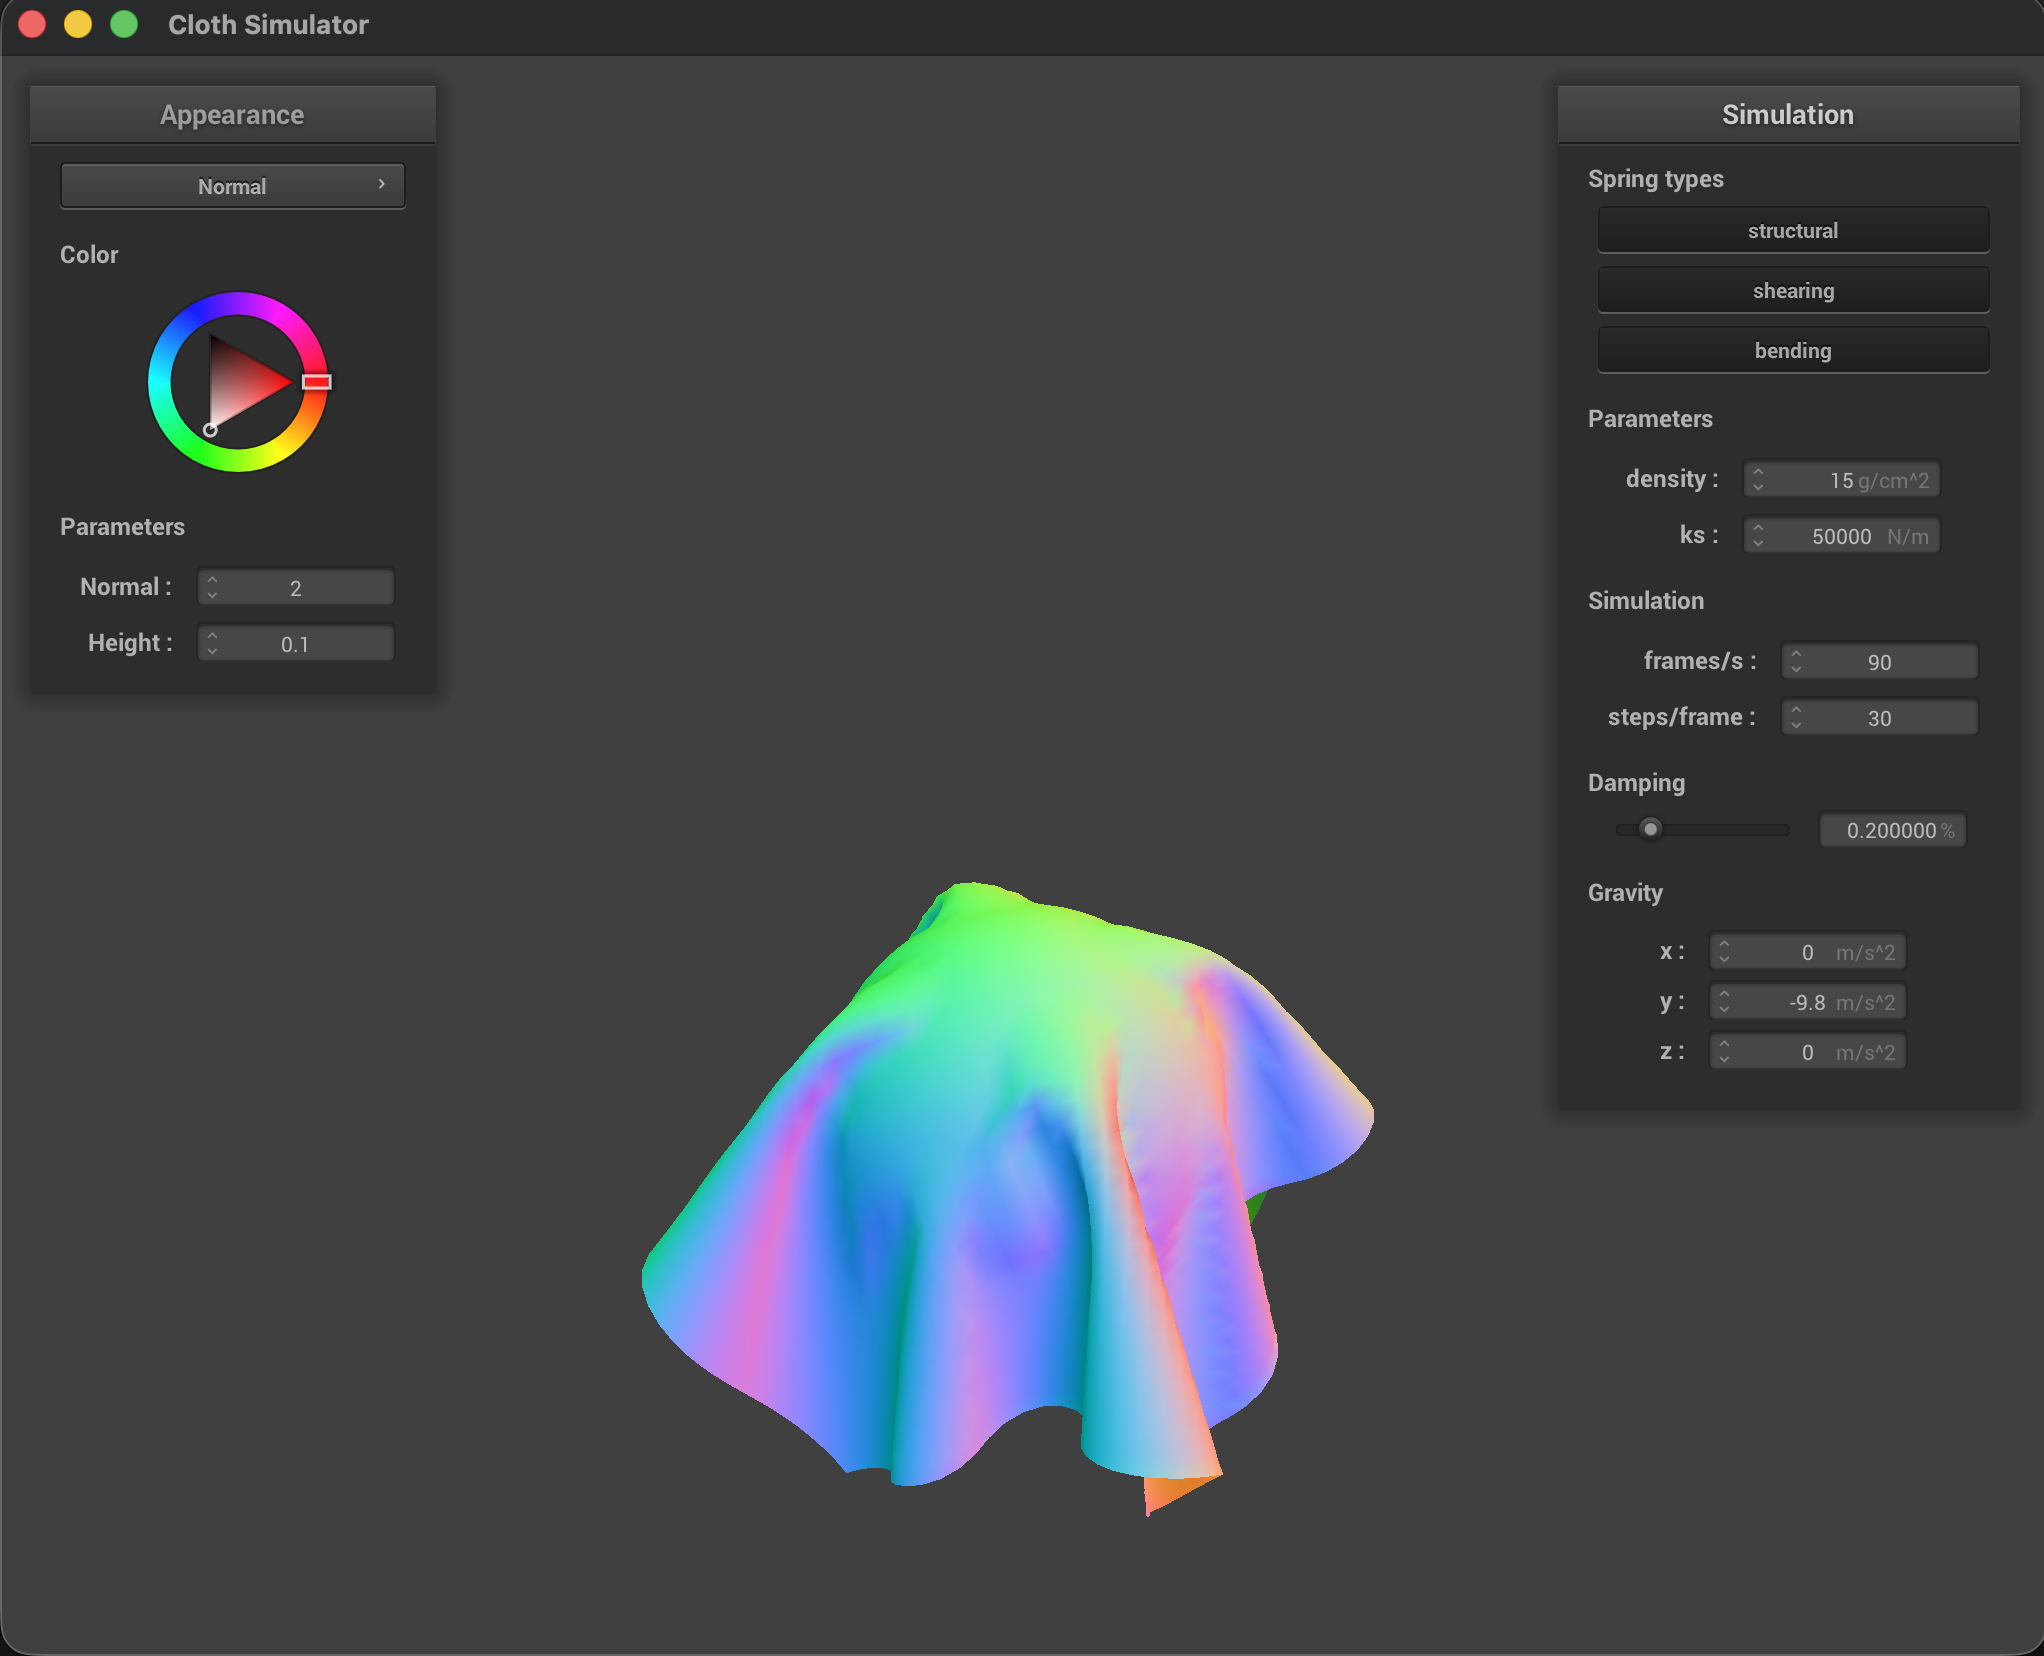 Cloth Simulator
Appearance
Normal
Color
Parameters
Normal : 2
Height : 0.1
Simulation
Spring types
structural
shearing
bending
Parameters
density : 15 g/cm^2
ks : 50000 N/m
Simulation
frames/s : 90
steps/frame : 30
Damping
0.200000 %
Gravity
x : 0 m/s^2
y : -9.8 m/s^2
z : 0 m/s^2